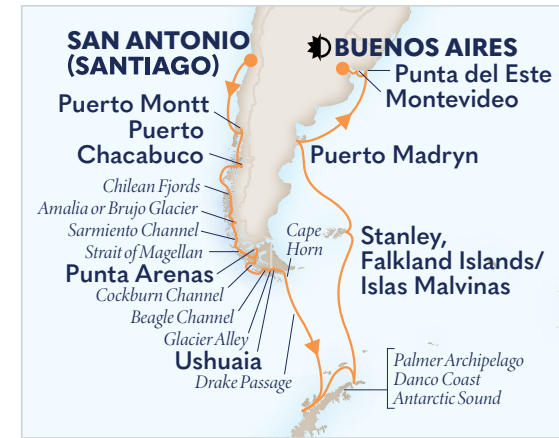 SAN ANTONIO
(SANTIAGO)
BUENOS AIRES
Punta del Este
Montevideo
Puerto Montt
Puerto
Chacabuco
Puerto Madryn
Chilean Fjords
Amalia or Brujo Glacier
Sarmiento Channel
Strait of Magellan
Cape
Horn
Stanley,
Falkland Islands/
Islas Malvinas
Punta Arenas
Cockburn Channel
Beagle Channel
Glacier Alley
Ushuaia
Drake Passage
Palmer Archipelago
Danco Coast
Antarctic Sound